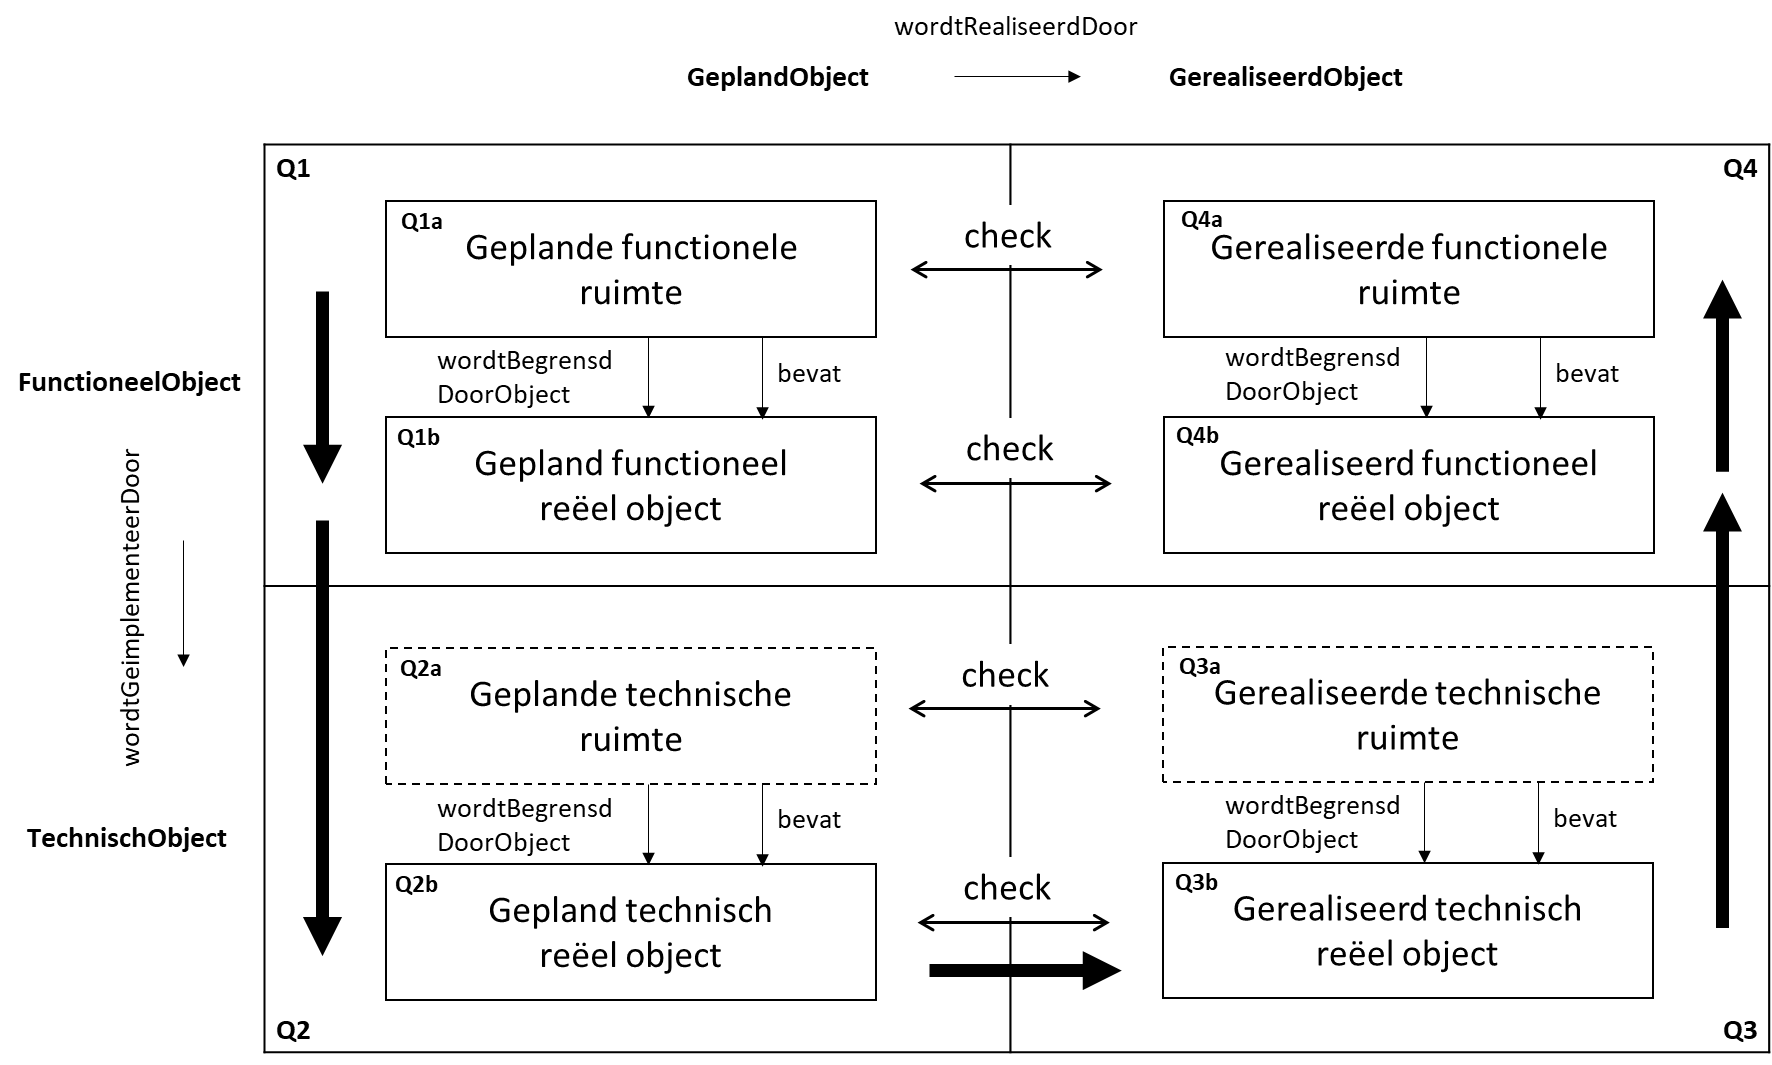 wordtRealiseerdDoor
GeplandObject
GerealiseerdObject
Q1
Q4
Q1a
Geplande functionele
ruimte
check
Q4a
Gerealiseerde functionele
ruimte
wordtBegrensd
DoorObject
bevat
wordtBegrensd
DoorObject
bevat
FunctioneelObject
Q1b
Gepland functioneel
reëel object
check
Q4b
Gerealiseerd functioneel
reëel object
wordtGeimplementeerDoor
Q2a
Geplande technische
ruimte
check
Q3a
Gerealiseerde technische
ruimte
wordtBegrensd
DoorObject
bevat
wordtBegrensd
DoorObject
bevat
TechnischObject
Q2b
Gepland technisch
reëel object
check
Q3b
Gerealiseerd technisch
reëel object
Q2
Q3